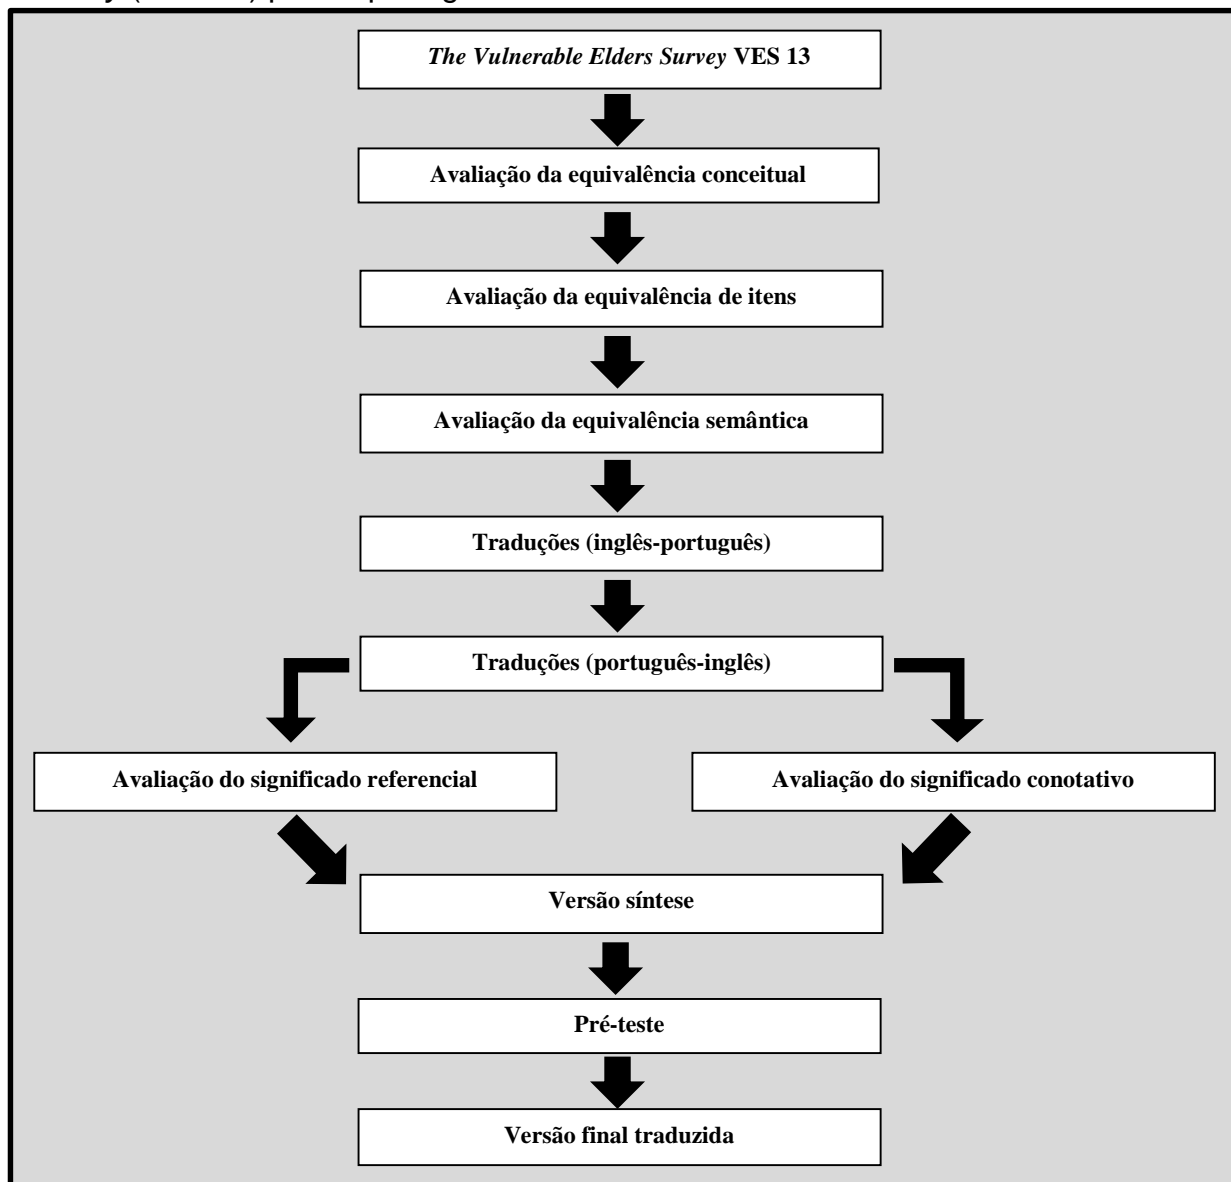 The Vulnerable Elders Survey VES 13
Avaliação da equivalência conceitual
Avaliação da equivalência de itens
Avaliação da equivalência semântica
Traduções (inglês-português)
Traduções (português-inglês)
Avaliação do significado referencial
Avaliação do significado conotativo
Versão síntese
Pré-teste
Versão final traduzida